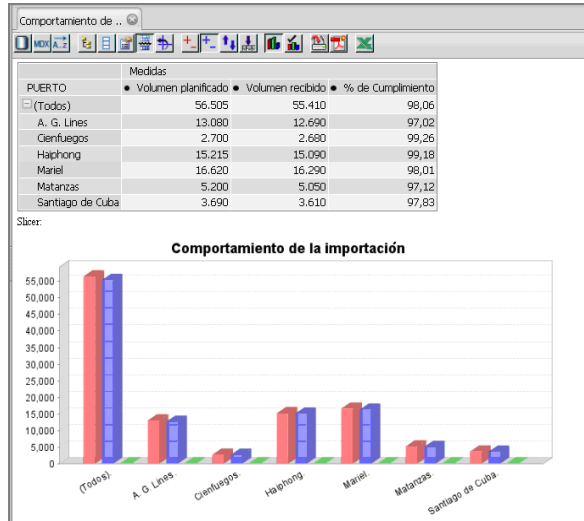 Comportamiento de ..
MDX A..Z
Medidas
PUERTO Volumen planificado Volumen recibido % de Cumplimiento
(Todos) 56.505 55.410 98,06
A. G. Lines 13.080 12.690 97,02
Cienfuegos 2.700 2.680 99,26
Haiphong 15.215 15.090 99,18
Mariel 16.620 16.290 98,01
Matanzas 5.200 5.050 97,12
Santiago de Cuba 3.690 3.610 97,83
Slicer:
Comportamiento de la importación
55,000
50,000
45,000
40,000
35,000
30,000
25,000
20,000
15,000
10,000
5,000
0
(Todos).
A. G. Lines.
Cienfuegos.
Haiphong.
Mariel.
Matanzas.
Santiago de Cuba.